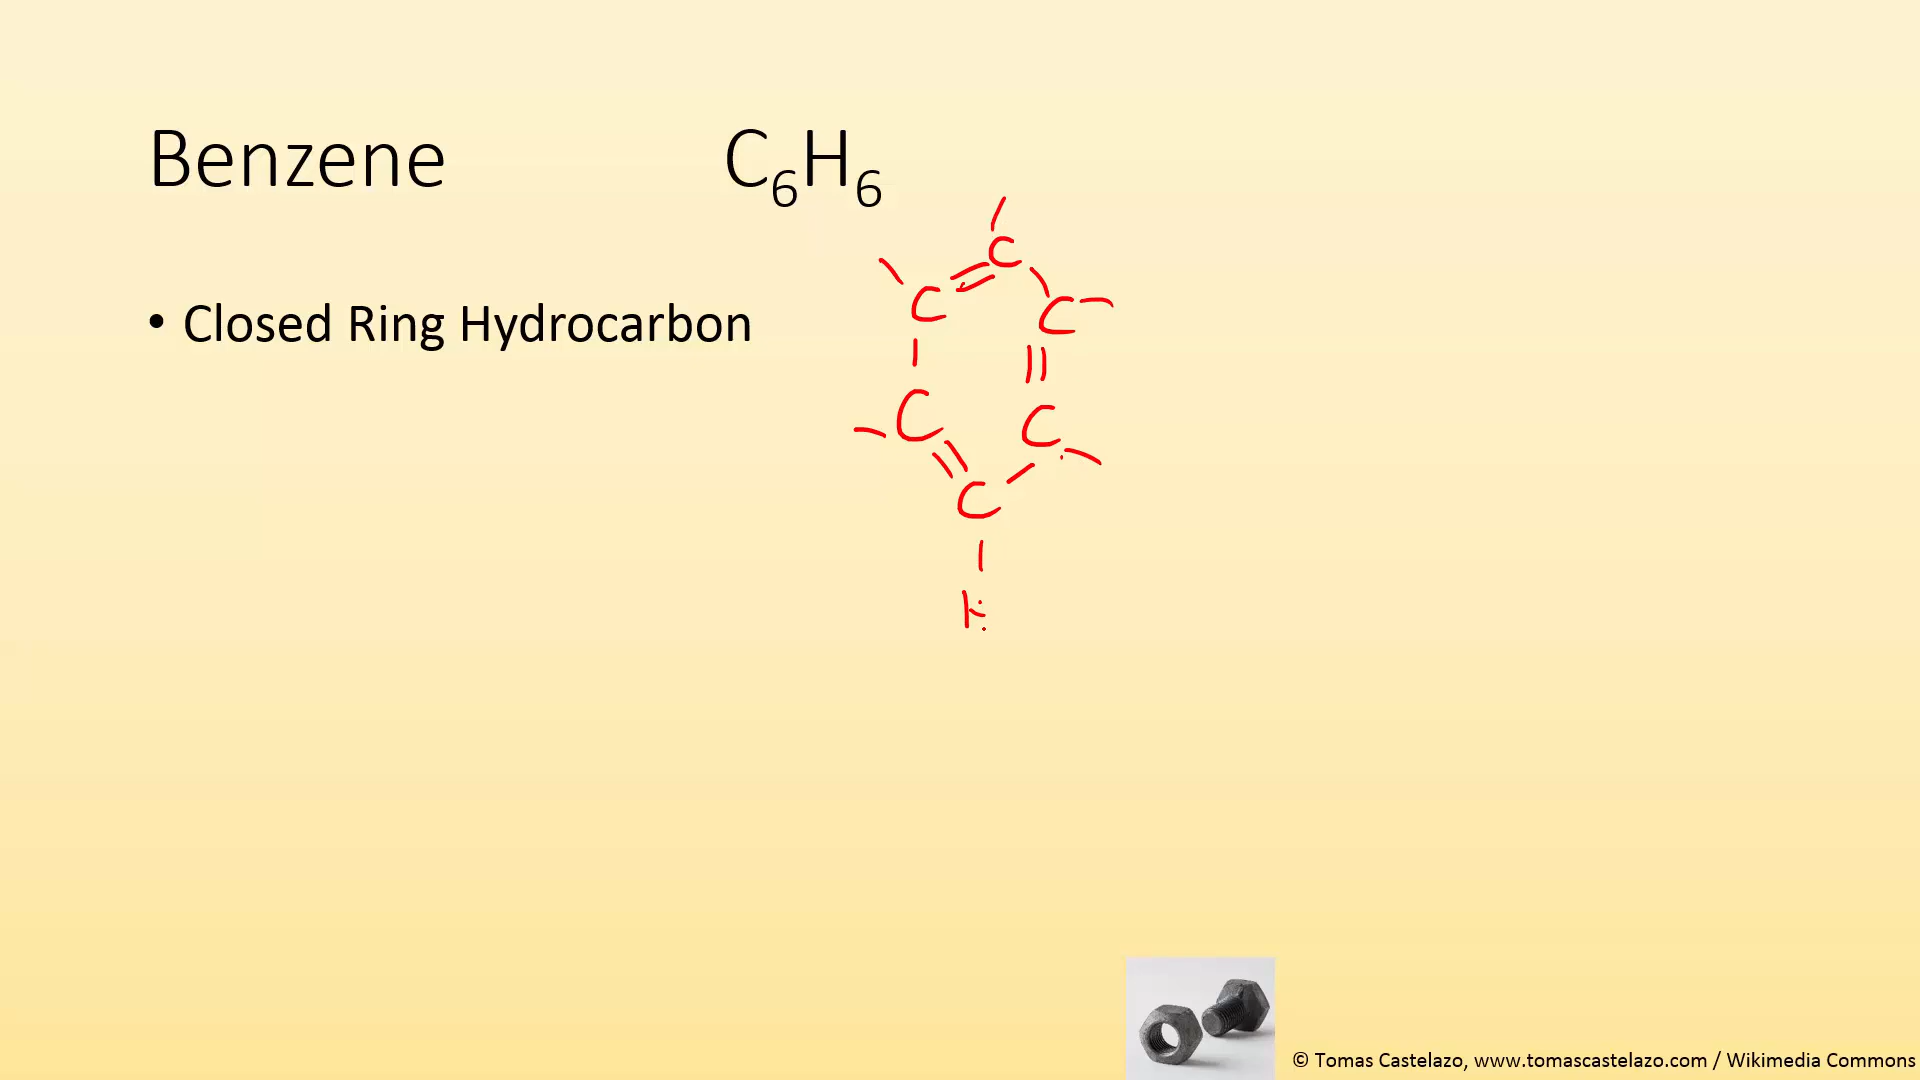 Benzene C₆H₆
• Closed Ring Hydrocarbon
C
C C
C C
C
H
© Tomas Castelazo, www.tomascastelazo.com / Wikimedia Commons